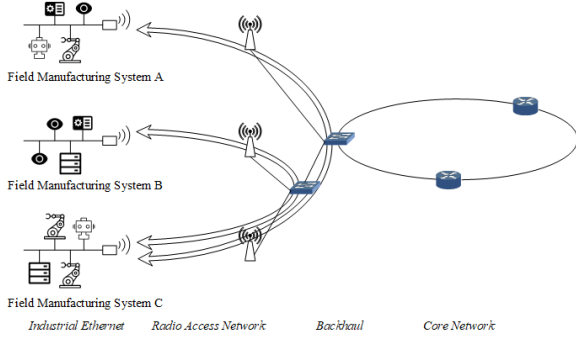 Field Manufacturing System A
Field Manufacturing System B
Field Manufacturing System C
Industrial Ethernet Radio Access Network Backhaul Core Network